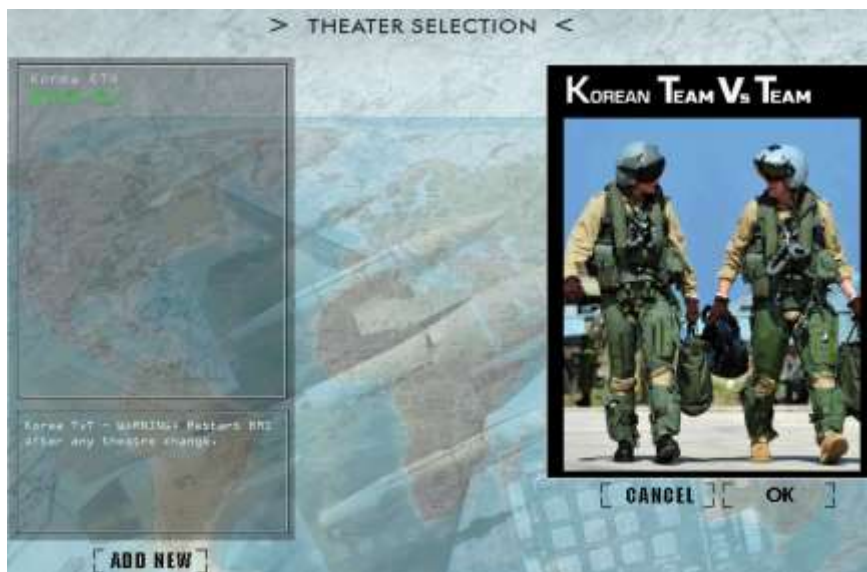 > THEATER SELECTION <
Korea
KOREAN TEAM VS TEAM
Korea TvT - WARNING: Restart BMS
after any theatre change.
[ CANCEL ] [ OK ]
[ ADD NEW ]